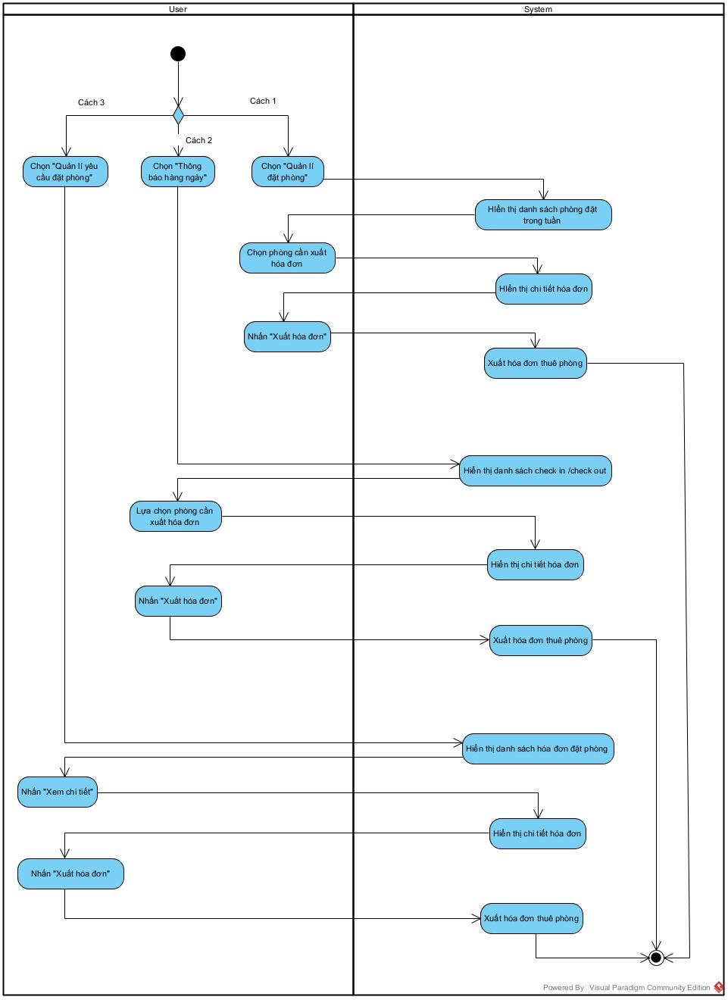 User
System
Cách 3
Cách 1
Cách 2
Chọn "Quản lí yêu
cầu đặt phòng"
Chọn "Thông
báo hàng ngày"
Chọn "Quản lí
đặt phòng"
HIển thị danh sách phòng đặt
trong tuần
Chọn phòng cần xuất
hóa đơn
HIển thị chi tiết hóa đơn
Nhấn "Xuất hóa đơn"
Xuất hóa đơn thuê phòng
Hiển thị danh sách check in /check out
Lựa chọn phòng cần
xuất hóa đơn
Hiển thị chi tiết hóa đơn
Nhấn "Xuất hóa đơn"
Xuất hóa đơn thuê phòng
Hiển thị danh sách hóa đơn đặt phòng
Nhấn "Xem chi tiết"
Hiển thị chi tiết hóa đơn
Nhấn "Xuất hóa đơn"
Xuất hóa đơn thuê phòng
Powered By Visual Paradigm Community Edition